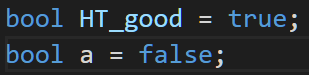 bool HT_good = true;
bool a = false;